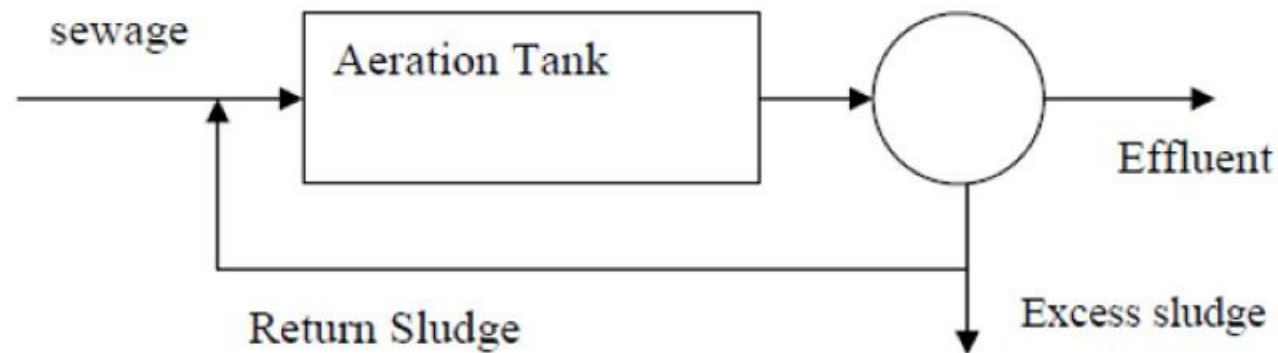 sewage
Aeration Tank
Effluent
Return Sludge
Excess sludge